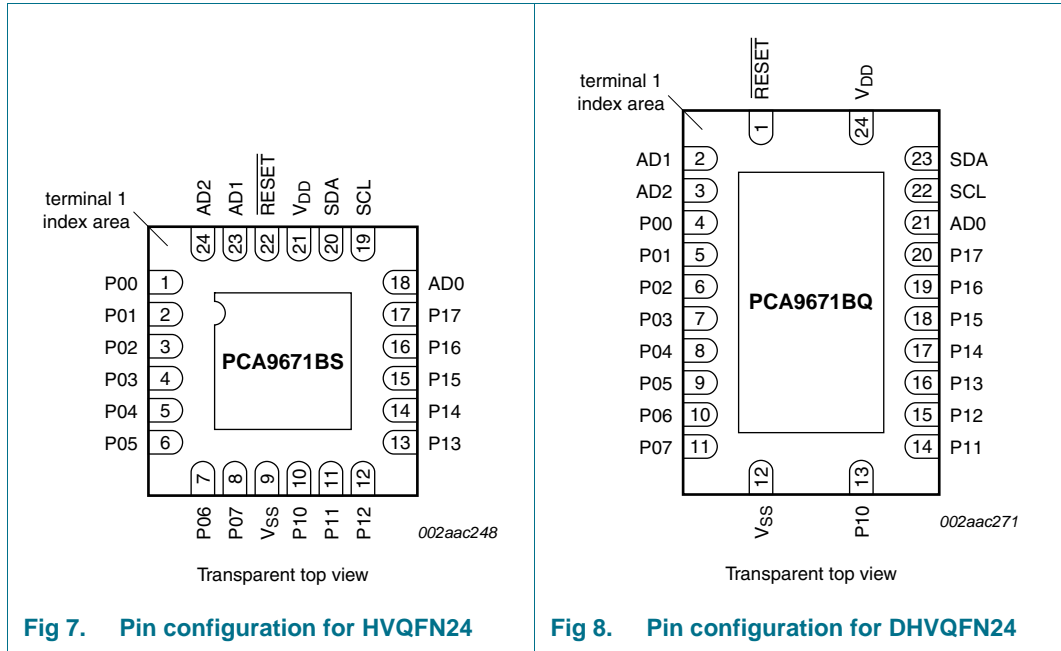 terminal 1
index area
AD2
AD1
RESET
VDD
SDA
SCL
24
23
22
21
20
19
P00 1
P01 2
P02 3
P03 4
P04 5
P05 6
18 AD0
17 P17
16 P16
15 P15
14 P14
13 P13
PCA9671BS
7
8
9
10
11
12
P06
P07
VSS
P10
P11
P12
002aac248
Transparent top view
Fig 7. Pin configuration for HVQFN24
terminal 1
index area
RESET
VDD
1
24
AD1 2
AD2 3
P00 4
P01 5
P02 6
P03 7
P04 8
P05 9
P06 10
P07 11
23 SDA
22 SCL
21 AD0
20 P17
19 P16
18 P15
17 P14
16 P13
15 P12
14 P11
PCA9671BQ
12
13
VSS
P10
002aac271
Transparent top view
Fig 8. Pin configuration for DHVQFN24